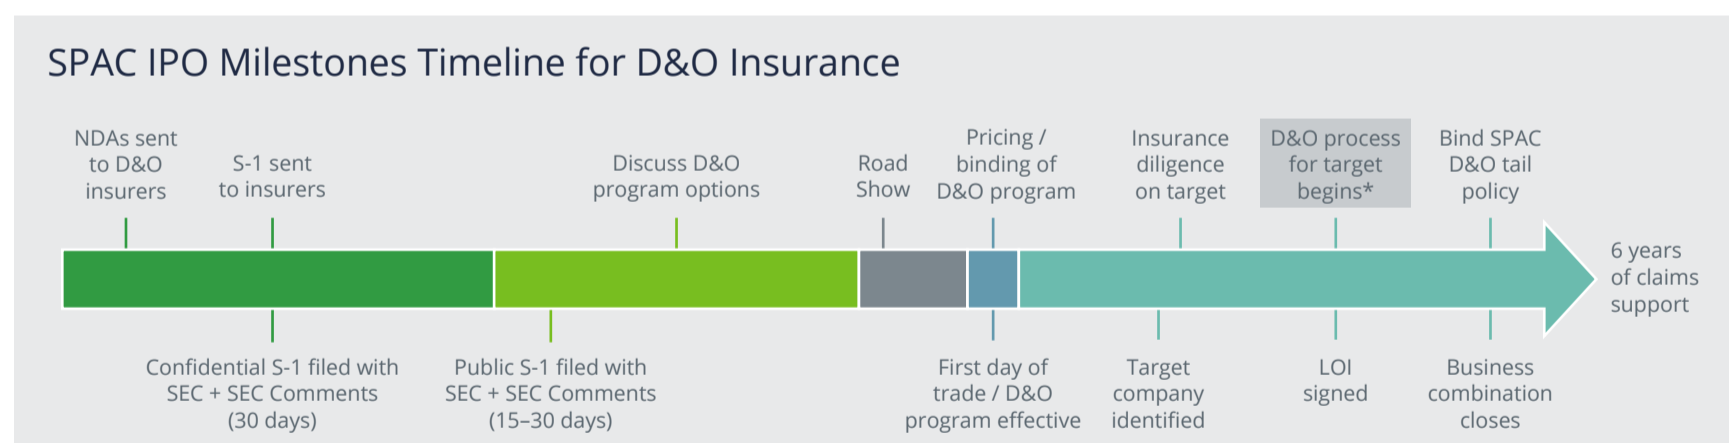 SPAC IPO Milestones Timeline for D&O Insurance
NDAs sent
to D&O
insurers
S-1 sent
to insurers
Discuss D&O
program options
Road
Show
Pricing /
binding of
D&O program
Insurance
diligence
on target
D&O process
for target
begins*
Bind SPAC
D&O tail
policy
6 years
of claims
support
Confidential S-1 filed with
SEC + SEC Comments
(30 days)
Public S-1 filed with
SEC + SEC Comments
(15–30 days)
First day of
trade / D&O
program effective
Target
company
identified
LOI
signed
Business
combination
closes